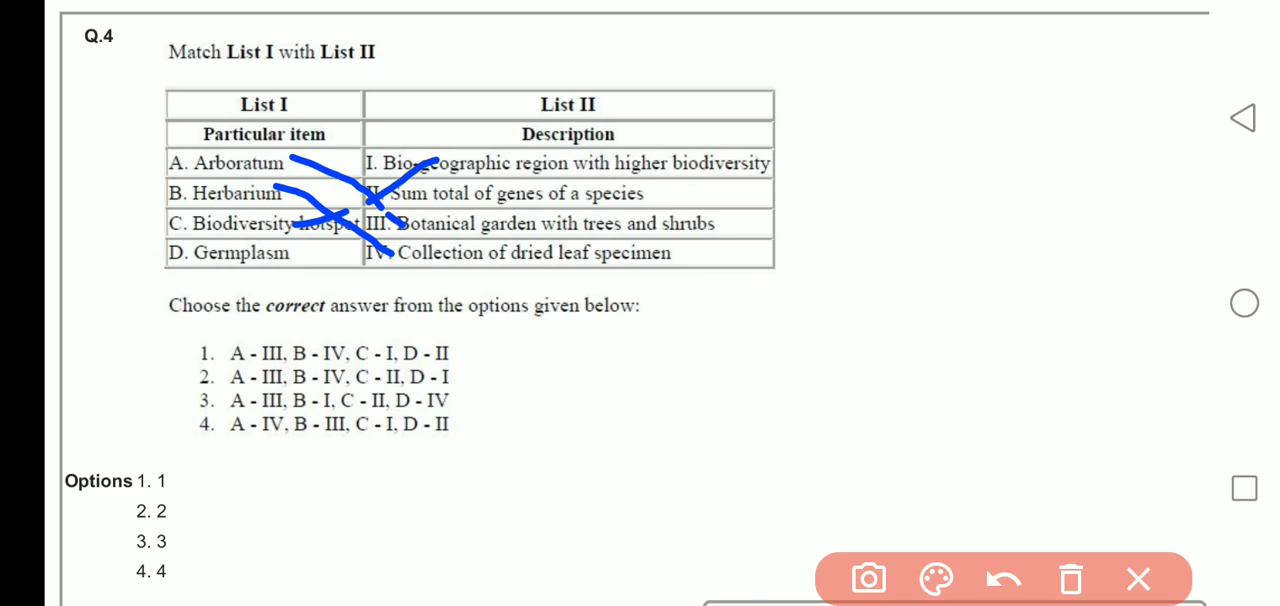 Q.4
Match List I with List II
List I List II
Particular item Description
A. Arboratum I. Bio-geographic region with higher biodiversity
B. Herbarium II. Sum total of genes of a species
C. Biodiversity hotspot III. Botanical garden with trees and shrubs
D. Germplasm IV. Collection of dried leaf specimen
Choose the correct answer from the options given below:
1. A - III, B - IV, C - I, D - II
2. A - III, B - IV, C - II, D - I
3. A - III, B - I, C - II, D - IV
4. A - IV, B - III, C - I, D - II
Options 1. 1
2. 2
3. 3
4. 4